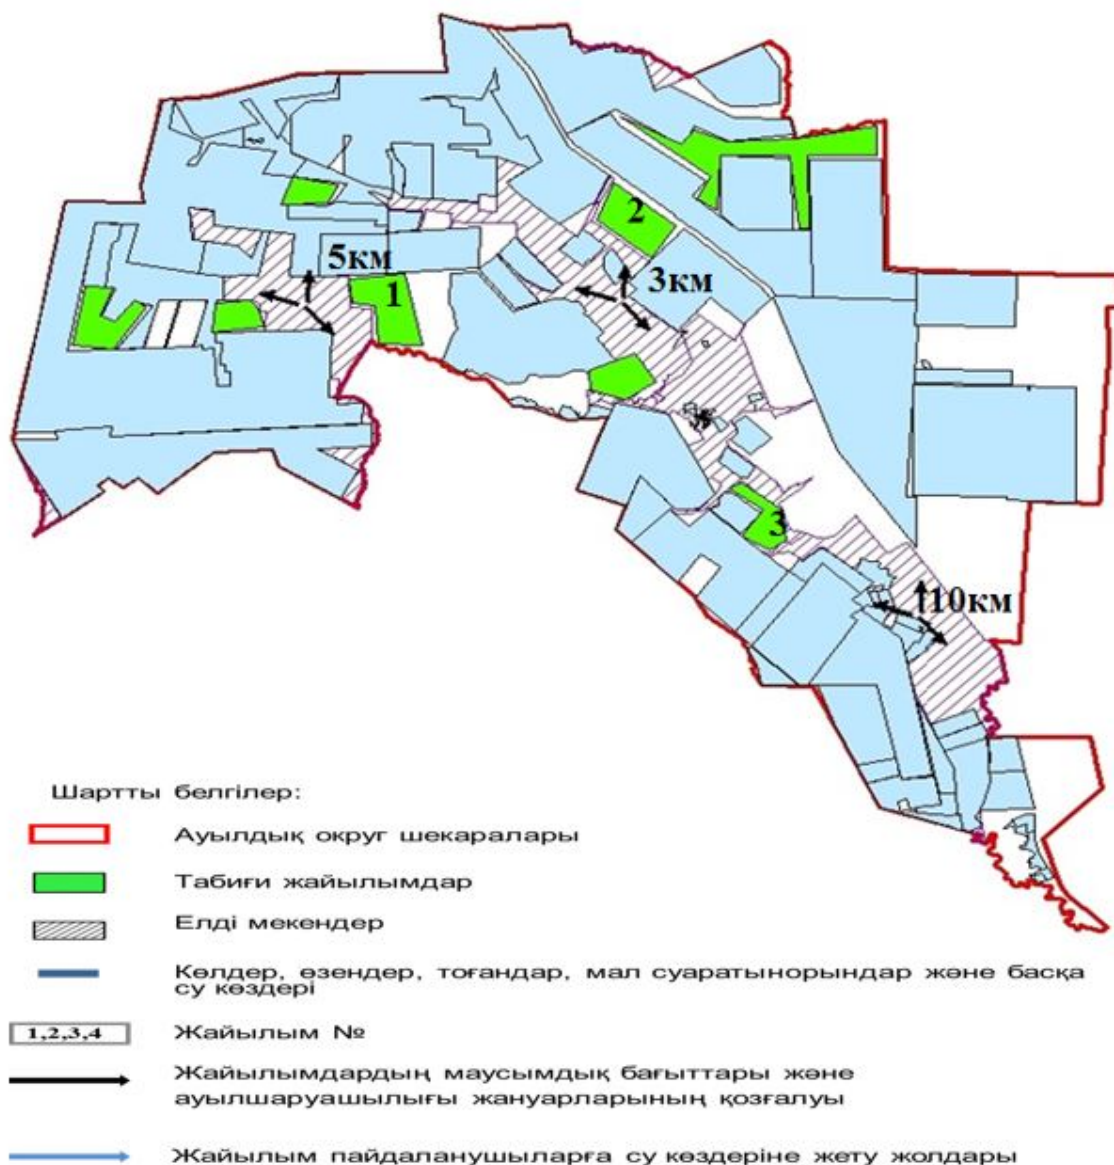 2
5км
3км
1
3
10км
Шартты белгілер:
Ауылдық округ шекаралары
Табиғи жайылымдар
Елді мекендер
Көлдер, өзендер, тоғандар, мал суаратынорындар және басқа
су көздері
1,2,3,4 Жайылым №
Жайылымдардың маусымдық бағыттары және
ауылшаруашылығы жануарларының қозғалуы
Жайылым пайдаланушыларға су көздеріне жету жолдары